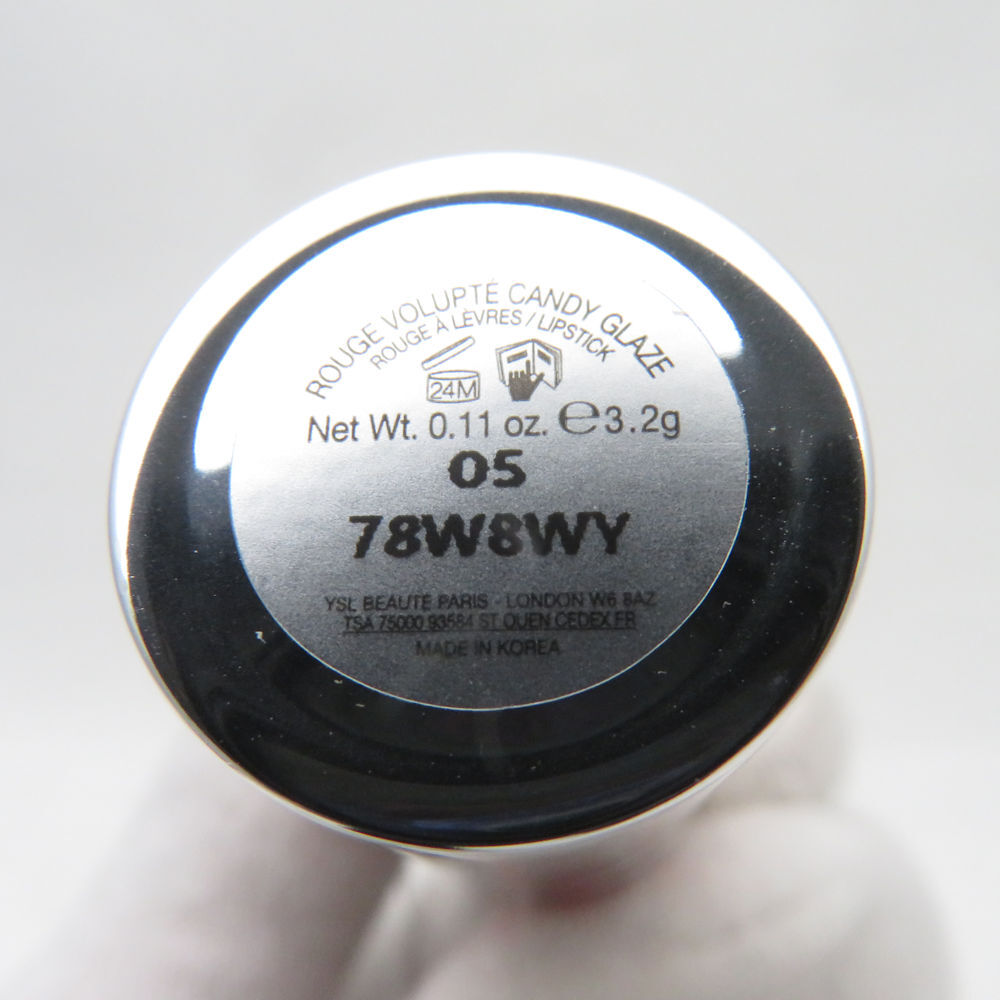 ROUGE VOLUPTÉ CANDY GLAZE
ROUGE À LÈVRES / LIPSTICK
24M
Net Wt. 0.11 oz. ℮3.2g
05
78W8WY
YSL BEAUTÉ PARIS - LONDON W6 8AZ
TSA 75000 93584 ST OUEN CEDEX FR
MADE IN KOREA